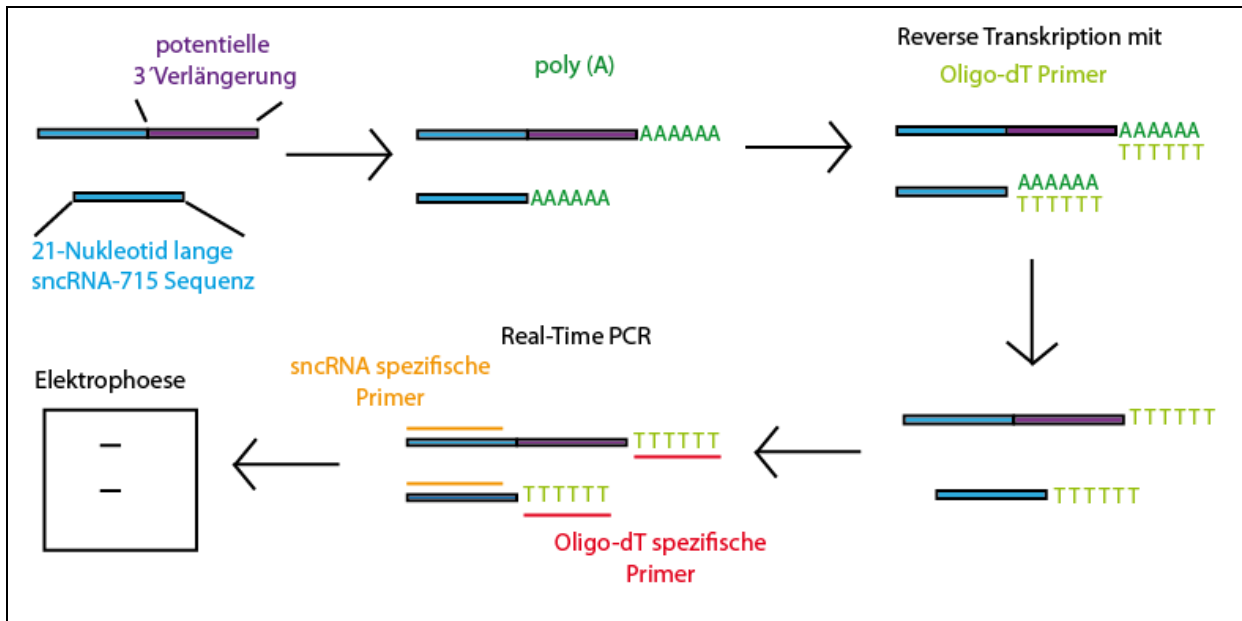 potentielle
3´Verlängerung
poly (A)
Reverse Transkription mit
Oligo-dT Primer
AAAAAA
AAAAAA
TTTTTT
AAAAAA
AAAAAA
TTTTTT
21-Nukleotid lange
sncRNA-715 Sequenz
Real-Time PCR
sncRNA spezifische
Primer
Elektrophoese
TTTTTT
TTTTTT
TTTTTT
TTTTTT
Oligo-dT spezifische
Primer